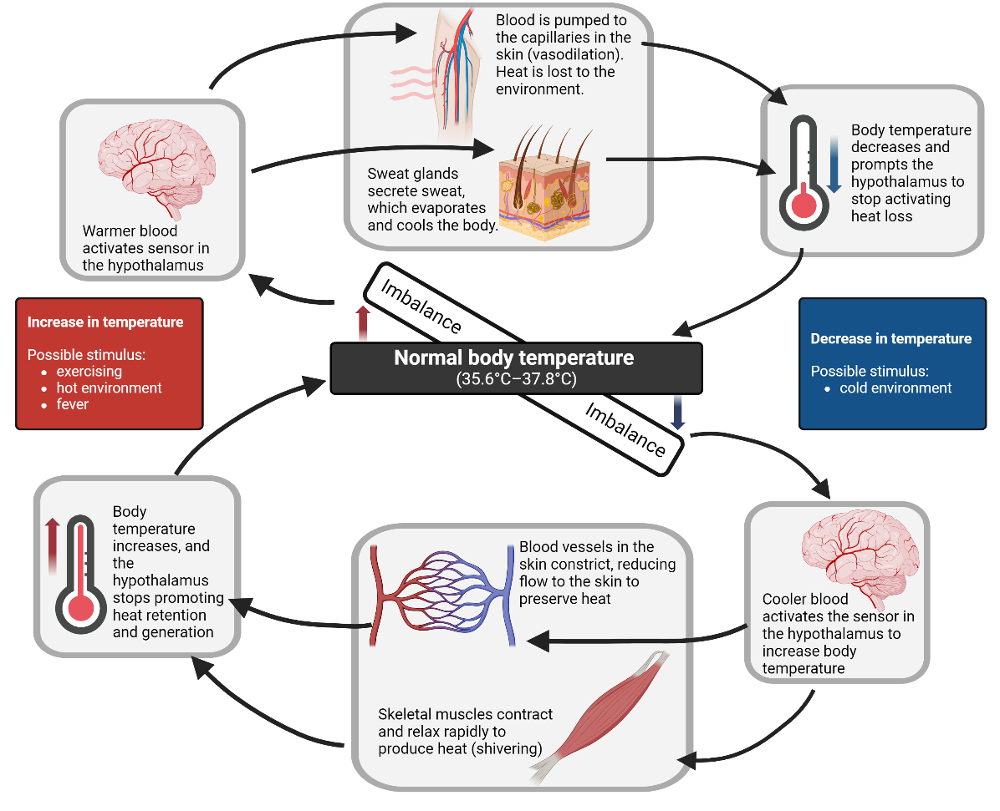 Blood is pumped to
the capillaries in the
skin (vasodilation).
Heat is lost to the
environment.
Sweat glands
secrete sweat,
which evaporates
and cools the body.
Warmer blood
activates sensor in
the hypothalamus
Body temperature
decreases and
prompts the
hypothalamus to
stop activating
heat loss
Imbalance
Increase in temperature
Possible stimulus:
• exercising
• hot environment
• fever
Normal body temperature
(35.6°C–37.8°C)
Decrease in temperature
Possible stimulus:
• cold environment
Imbalance
Body
temperature
increases, and
the
hypothalamus
stops promoting
heat retention
and generation
Blood vessels in the
skin constrict, reducing
flow to the skin to
preserve heat
Skeletal muscles contract
and relax rapidly to
produce heat (shivering)
Cooler blood
activates the sensor in
the hypothalamus to
increase body
temperature